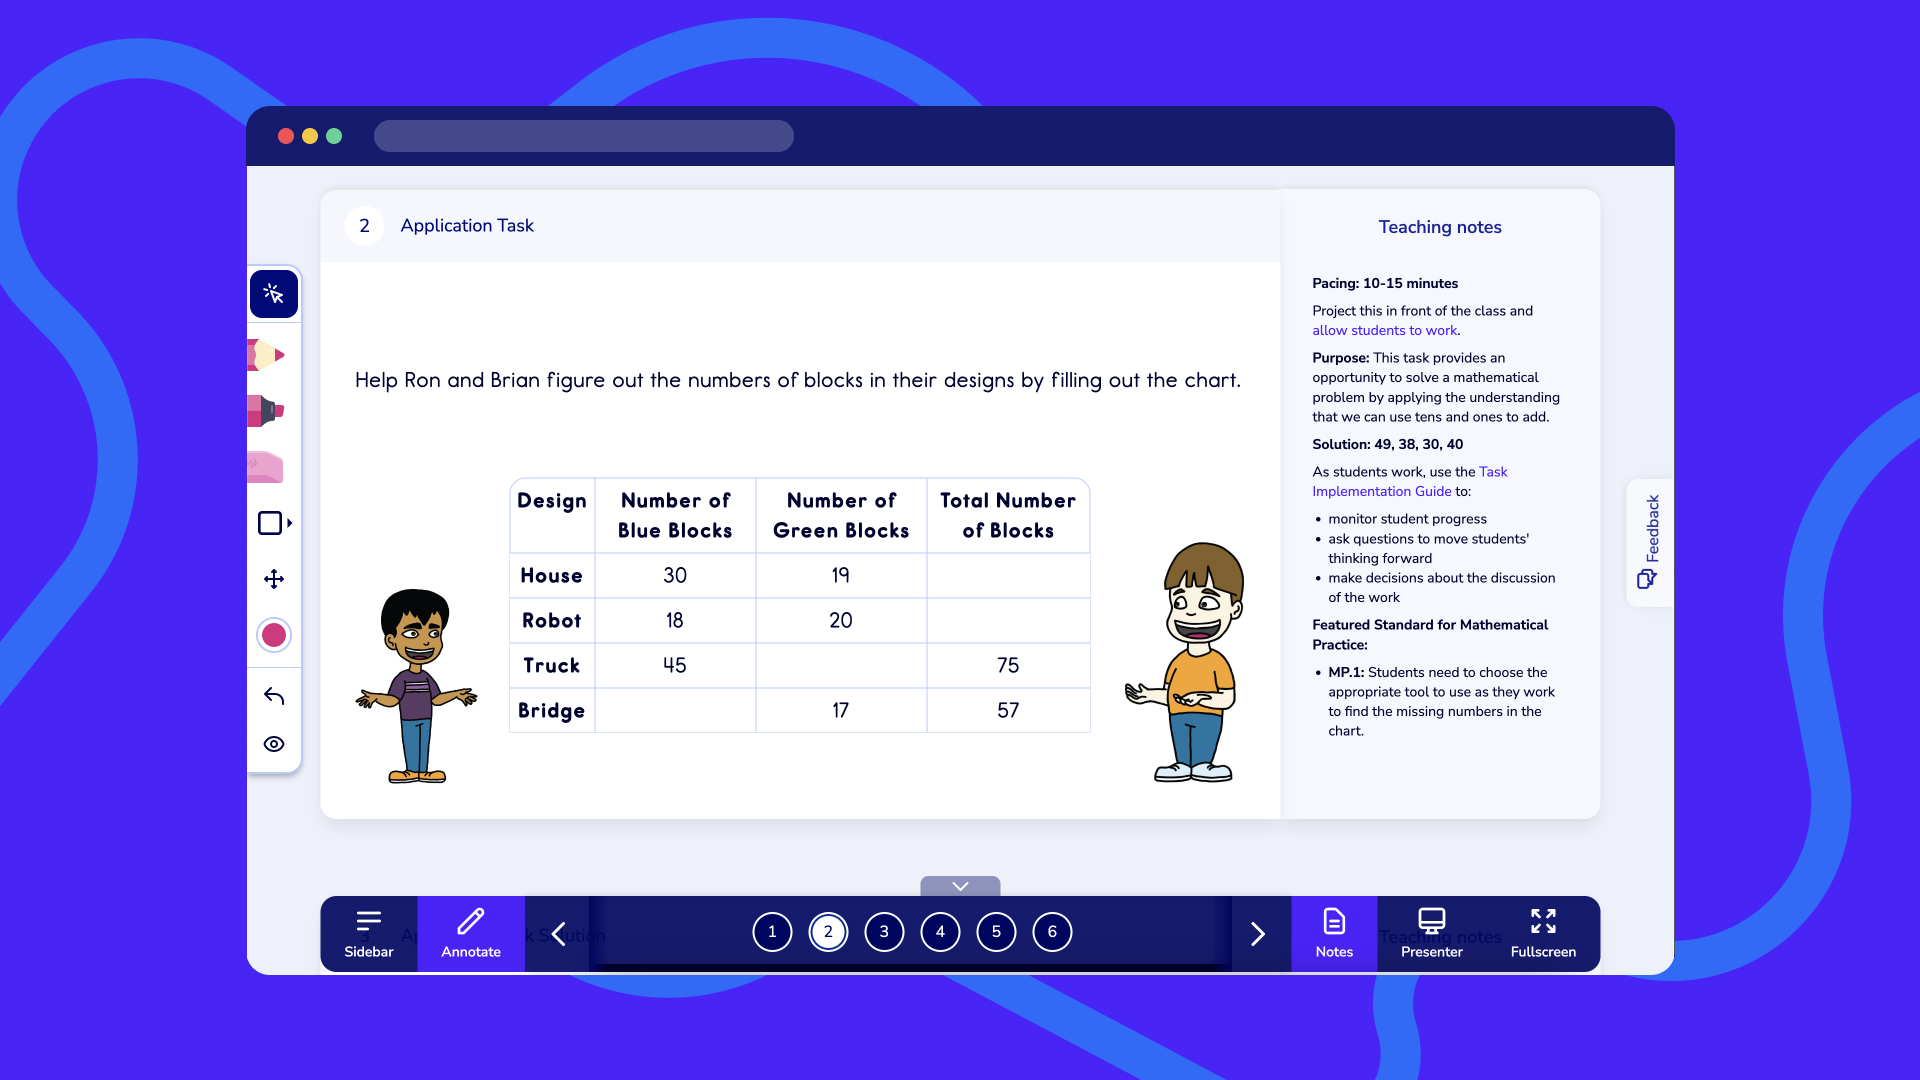 2 Application Task
Help Ron and Brian figure out the numbers of blocks in their designs by filling out the chart.
Design Number of Blue Blocks Number of Green Blocks Total Number of Blocks
House 30 19
Robot 18 20
Truck 45 75
Bridge 17 57
Teaching notes
Pacing: 10-15 minutes
Project this in front of the class and
allow students to work.
Purpose: This task provides an
opportunity to solve a mathematical
problem by applying the understanding
that we can use tens and ones to add.
Solution: 49, 38, 30, 40
As students work, use the Task
Implementation Guide to:
• monitor student progress
• ask questions to move students'
thinking forward
• make decisions about the discussion
of the work
Featured Standard for Mathematical
Practice:
• MP.1: Students need to choose the
appropriate tool to use as they work
to find the missing numbers in the
chart.
Feedback
Sidebar
Annotate
1 2 3 4 5 6
Notes
Presenter
Fullscreen
Teaching notes